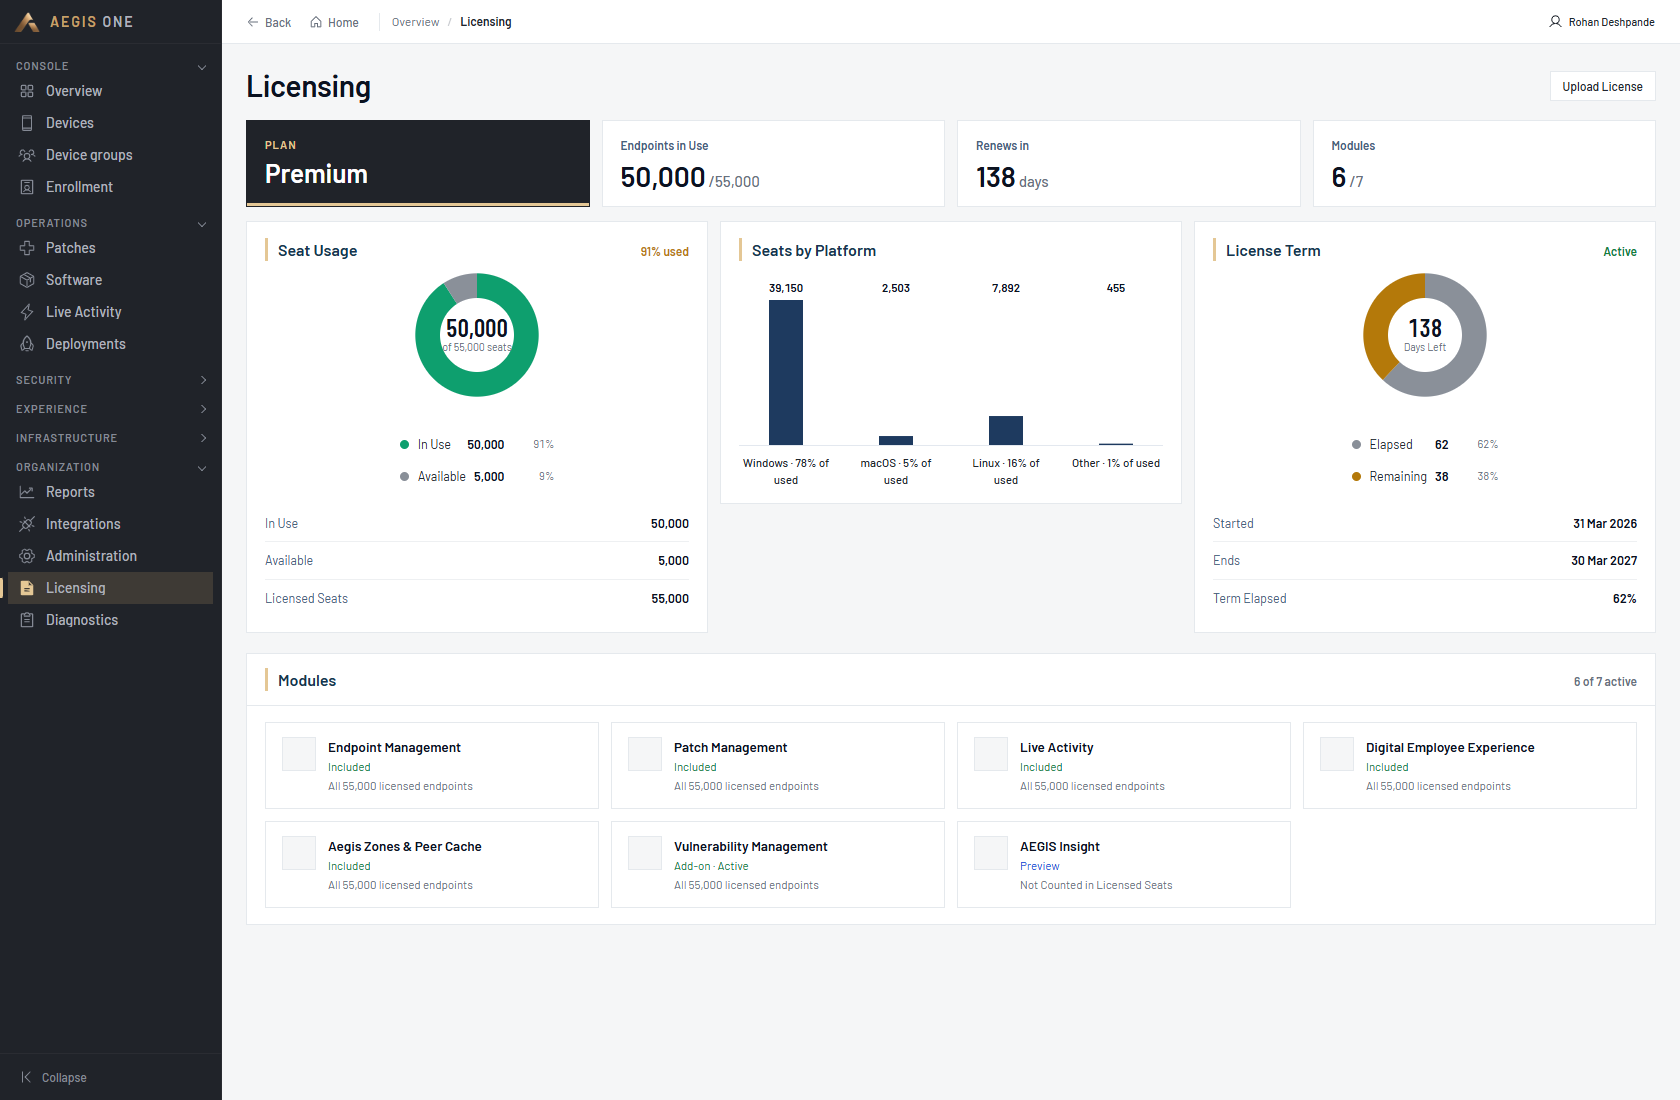 AEGIS ONE
CONSOLE
Overview
Devices
Device groups
Enrollment
OPERATIONS
Patches
Software
Live Activity
Deployments
SECURITY
EXPERIENCE
INFRASTRUCTURE
ORGANIZATION
Reports
Integrations
Administration
Licensing
Diagnostics
Collapse
Back
Home
Overview / Licensing
Rohan Deshpande
Licensing
Upload License
PLAN
Premium
Endpoints in Use
50,000 /55,000
Renews in
138 days
Modules
6 /7
Seat Usage
91% used
50,000
of 55,000 seats
In Use 50,000 91%
Available 5,000 9%
In Use 50,000
Available 5,000
Licensed Seats 55,000
Seats by Platform
39,150 2,503 7,892 455
Windows · 78% of used
macOS · 5% of used
Linux · 16% of used
Other · 1% of used
License Term
Active
138
Days Left
Elapsed 62 62%
Remaining 38 38%
Started 31 Mar 2026
Ends 30 Mar 2027
Term Elapsed 62%
Modules
6 of 7 active
Endpoint Management
Included
All 55,000 licensed endpoints
Patch Management
Included
All 55,000 licensed endpoints
Live Activity
Included
All 55,000 licensed endpoints
Digital Employee Experience
Included
All 55,000 licensed endpoints
Aegis Zones & Peer Cache
Included
All 55,000 licensed endpoints
Vulnerability Management
Add-on · Active
All 55,000 licensed endpoints
AEGIS Insight
Preview
Not Counted in Licensed Seats